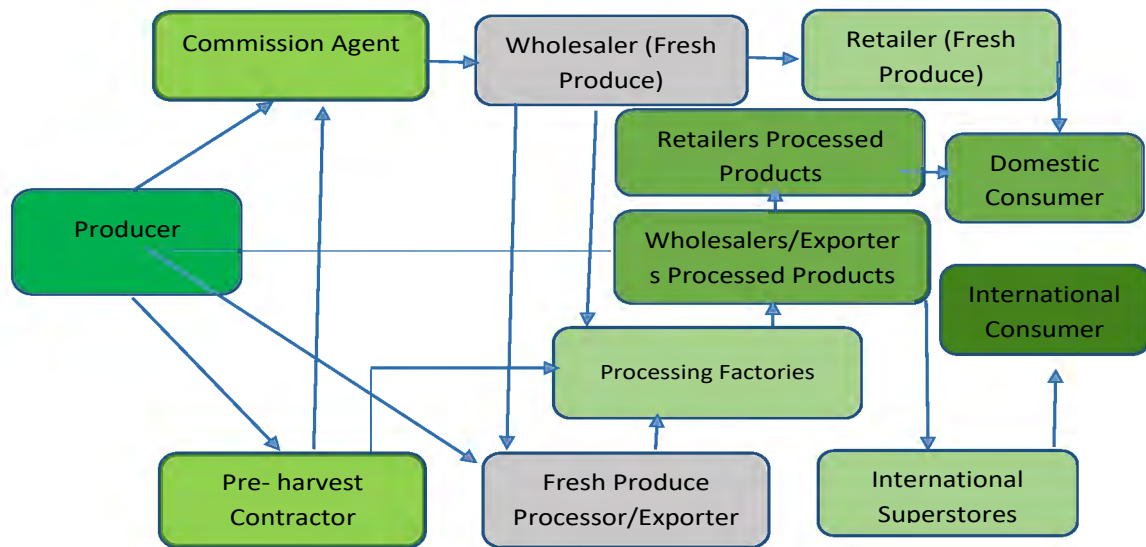 Commission Agent
Wholesaler (Fresh
Produce)
Retailer (Fresh
Produce)
Retailers Processed
Products
Domestic
Consumer
Producer
Wholesalers/Exporter
s Processed Products
International
Consumer
Processing Factories
Pre- harvest
Contractor
Fresh Produce
Processor/Exporter
International
Superstores